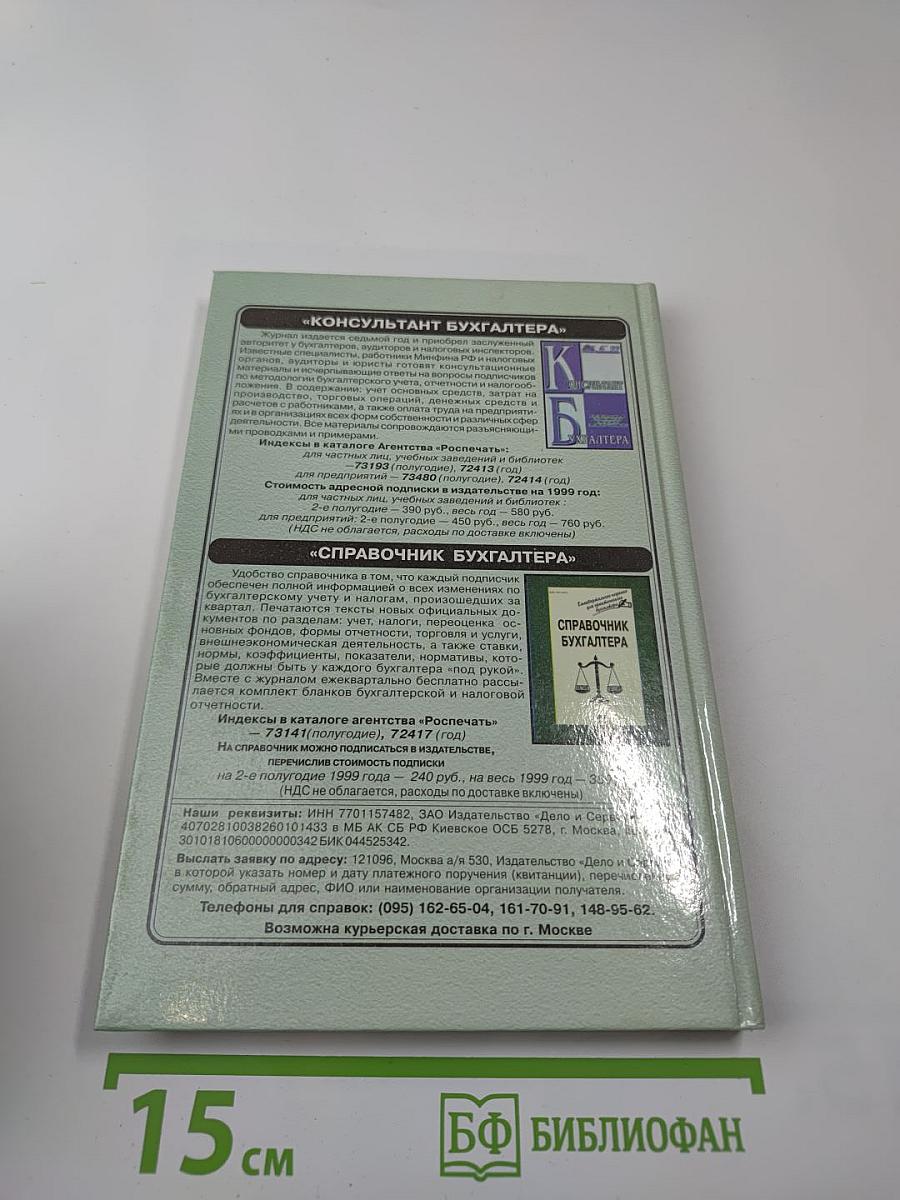 «КОНСУЛЬТАНТ БУХГАЛТЕРА»
Журнал издается седьмой год и приобрел заслуженный
авторитет у бухгалтеров, аудиторов и налоговых инспекторов.
Известные специалисты, работники Минфина РФ и налоговых
органов, аудиторы и юристы готовят консультационные
материалы и исчерпывающие ответы на вопросы подписчиков
по методологии бухгалтерского учета, отчетности и налогооб-
ложения. В содержании: учет основных средств, затрат на
производство, торговых операций, денежных средств и
расчетов с работниками, а также оплата труда на предприяти-
ях и в организациях всех форм собственности и различных сфер
деятельности. Все материалы сопровождаются разъясняющи-
ми проводками и примерами.
КОНСУЛЬТАНТ
БУХГАЛТЕРА
Индексы в каталоге Агентства «Роспечать»:
для частных лиц, учебных заведений и библиотек
—73193 (полугодие), 72413 (год)
для предприятий — 73480 (полугодие), 72414 (год)
Стоимость адресной подписки в издательстве на 1999 год:
для частных лиц, учебных заведений и библиотек :
2-е полугодие — 390 руб., весь год — 580 руб.
для предприятий: 2-е полугодие — 450 руб., весь год — 760 руб.
(НДС не облагается, расходы по доставке включены)
«СПРАВОЧНИК БУХГАЛТЕРА»
Удобство справочника в том, что каждый подписчик
обеспечен полной информацией о всех изменениях по
бухгалтерскому учету и налогам, произошедших за
квартал. Печатаются тексты новых официальных до-
кументов по разделам: учет, налоги, переоценка ос-
новных фондов, формы отчетности, торговля и услуги,
внешнеэкономическая деятельность, а также ставки,
нормы, коэффициенты, показатели, нормативы, кото-
рые должны быть у каждого бухгалтера «под рукой».
Вместе с журналом ежеквартально бесплатно рассы-
лается комплект бланков бухгалтерской и налоговой
отчетности.
СПРАВОЧНИК
БУХГАЛТЕРА
Индексы в каталоге агентства «Роспечать»
— 73141(полугодие), 72417 (год)
НА СПРАВОЧНИК МОЖНО ПОДПИСАТЬСЯ В ИЗДАТЕЛЬСТВЕ,
ПЕРЕЧИСЛИВ СТОИМОСТЬ ПОДПИСКИ
на 2-е полугодие 1999 года — 240 руб., на весь 1999 год —
(НДС не облагается, расходы по доставке включены)
Наши реквизиты: ИНН 7701157482, ЗАО Издательство «Дело и
40702810038260101433 в МБ АК СБ РФ Киевское ОСБ 5278, г. Москва,
30101810600000000342 БИК 044525342.
Выслать заявку по адресу: 121096, Москва а/я 530, Издательство «Дело и
в которой указать номер и дату платежного поручения (квитанции),
сумму, обратный адрес, ФИО или наименование организации получателя.
Телефоны для справок: (095) 162-65-04, 161-70-91, 148-95-62.
Возможна курьерская доставка по г. Москве
15 см
БФ БИБЛИОФАН